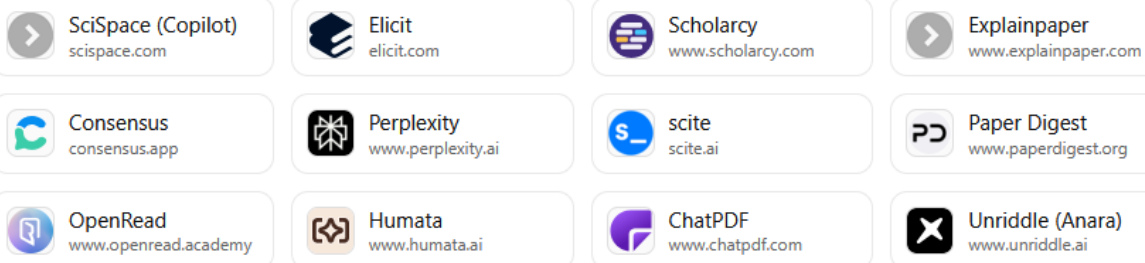 SciSpace (Copilot)
scispace.com
Elicit
elicit.com
Scholarcy
www.scholarcy.com
Explainpaper
www.explainpaper.com
Consensus
consensus.app
Perplexity
www.perplexity.ai
S_
scite
scite.ai
PD
Paper Digest
www.paperdigest.org
OpenRead
www.openread.academy
Humata
www.humata.ai
ChatPDF
www.chatpdf.com
Unriddle (Anara)
www.unriddle.ai